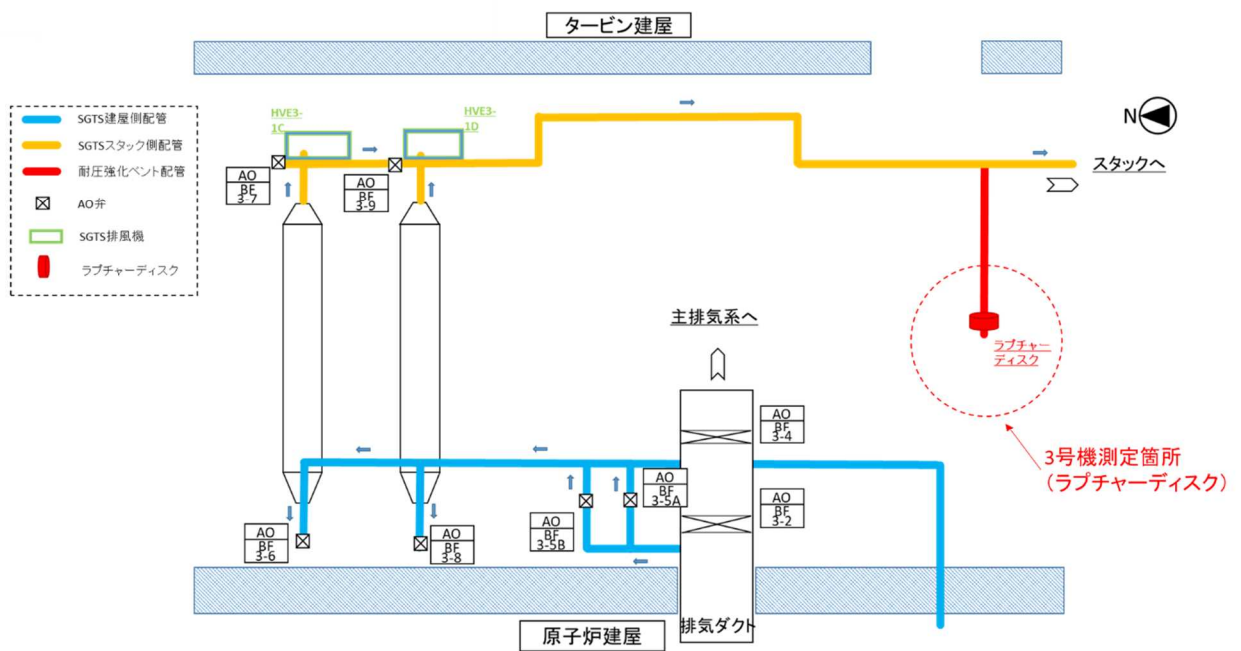 タービン建屋
SGTS建屋側配管
SGTSスタック側配管
耐圧強化ベント配管
AO弁
SGTS排風機
ラプチャーディスク
HVE3-
1C
HVE3-
1D
AO
BF
3-7
AO
BF
3-9
N
スタックへ
主排気系へ
ラプチャー
ディスク
3号機測定箇所
(ラプチャーディスク)
AO
BF
3-4
AO
BF
3-5A
AO
BF
3-2
AO
BF
3-5B
AO
BF
3-6
AO
BF
3-8
排気ダクト
原子炉建屋